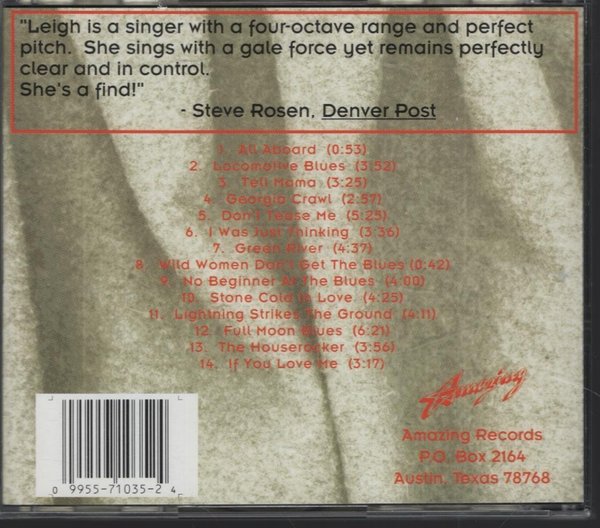 "Leigh is a singer with a four-octave range and perfect
pitch. She sings with a gale force yet remains perfectly
clear and in control.
She's a find!"
- Steve Rosen, Denver Post
1. All Aboard (0:53)
2. Locomotive Blues (3:52)
3. Tell Mama (3:25)
4. Georgia Crawl (2:57)
5. Don't Tease Me (5:25)
6. I Was Just Thinking (3:36)
7. Green River (4:37)
8. Wild Women Don't Get The Blues (0:42)
9. No Beginner At The Blues (4:00)
10. Stone Cold In Love (4:25)
11. Lightning Strikes The Ground (4:11)
12. Full Moon Blues (6:21)
13. The Houserocker (3:56)
14. If You Love Me (3:17)
Amazing
Amazing Records
P.O. Box 2164
Austin, Texas 78768
0 9955-71035-2 4